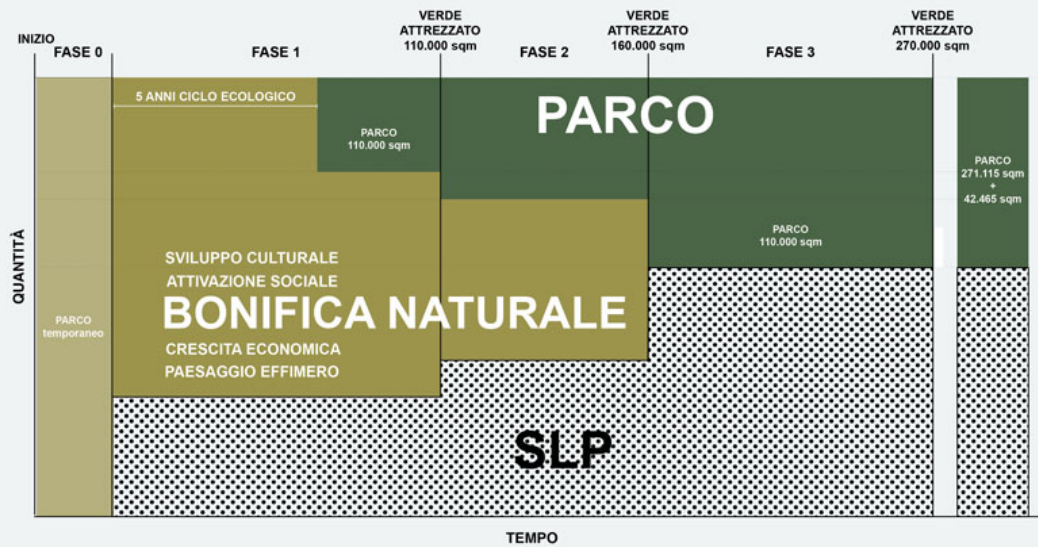 INIZIO
FASE 0
FASE 1
VERDE
ATTREZZATO
110.000 sqm
FASE 2
VERDE
ATTREZZATO
160.000 sqm
FASE 3
VERDE
ATTREZZATO
270.000 sqm
5 ANNI CICLO ECOLOGICO
PARCO
110.000 sqm
PARCO
PARCO
271.115 sqm
+
42.465 sqm
PARCO
110.000 sqm
QUANTITÀ
PARCO
temporaneo
SVILUPPO CULTURALE
ATTIVAZIONE SOCIALE
BONIFICA NATURALE
CRESCITA ECONOMICA
PAESAGGIO EFFIMERO
SLP
TEMPO